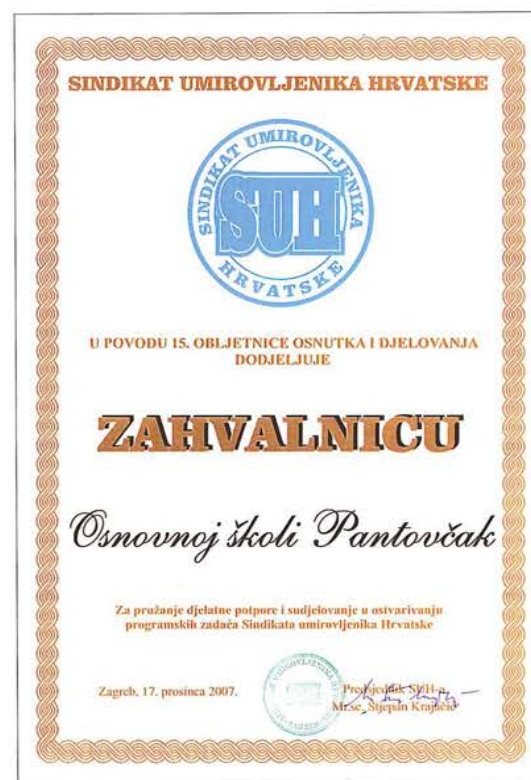 SINDIKAT UMIROVLJENIKA HRVATSKE
SINDIKAT UMIROVLJENIKA
SUH
HRVATSKE
U POVODU 15. OBLJETNICE OSNUTKA I DJELOVANJA
DODJELJUJE
ZAHVALNICU
Osnovnoj školi Pantovčak
Za pružanje djelatne potpore i sudjelovanje u ostvarivanju
programskih zadaća Sindikata umirovljenika Hrvatske
Zagreb, 17. prosinca 2007.
Predsjednik SUH-a
Mr.sc. Stjepan Krajačić